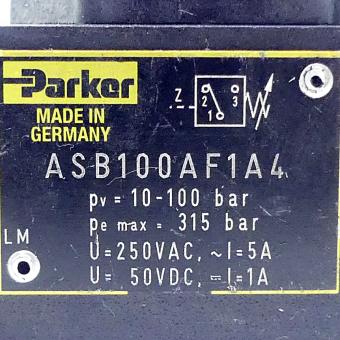 Parker
MADE IN
GERMANY
Z 2 3
1
ASB100AF1A4
pv = 10-100 bar
pe max = 315 bar
LM
U=250VAC, ~I=5A
U= 50VDC, ⎓I=1A